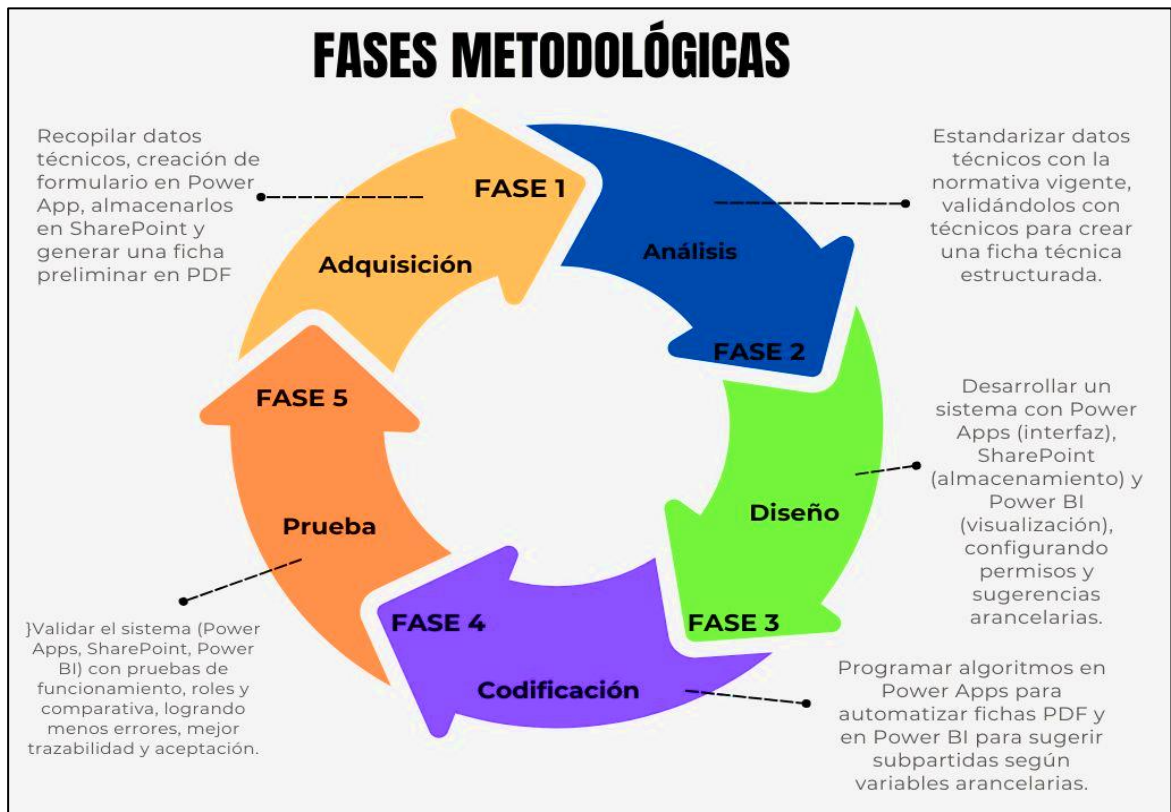 FASES METODOLÓGICAS
Recopilar datos
técnicos, creación de
formulario en Power
App, almacenarlos
en SharePoint y
generar una ficha
preliminar en PDF
FASE 1
Adquisición
Análisis
FASE 2
Estandarizar datos
técnicos con la
normativa vigente,
validándolos con
técnicos para crear
una ficha técnica
estructurada.
Diseño
FASE 3
Desarrollar un
sistema con Power
Apps (interfaz),
SharePoint
(almacenamiento) y
Power BI
(visualización),
configurando
permisos y
sugerencias
arancelarias.
FASE 4
Codificación
Programar algoritmos en
Power Apps para
automatizar fichas PDF y
en Power BI para sugerir
subpartidas según
variables arancelarias.
FASE 5
Prueba
}Validar el sistema (Power
Apps, SharePoint, Power
BI) con pruebas de
funcionamiento, roles y
comparativa, logrando
menos errores, mejor
trazabilidad y aceptación.